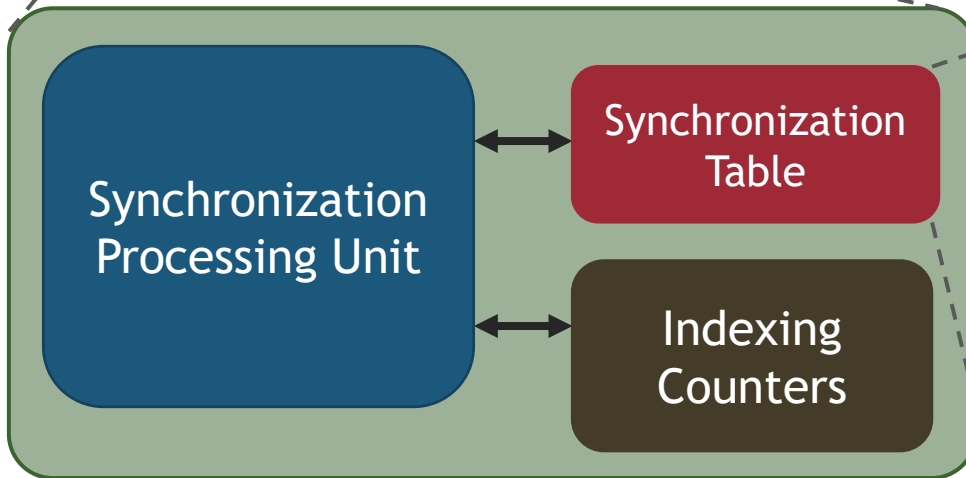 Synchronization
Processing Unit
Synchronization
Table
Indexing
Counters